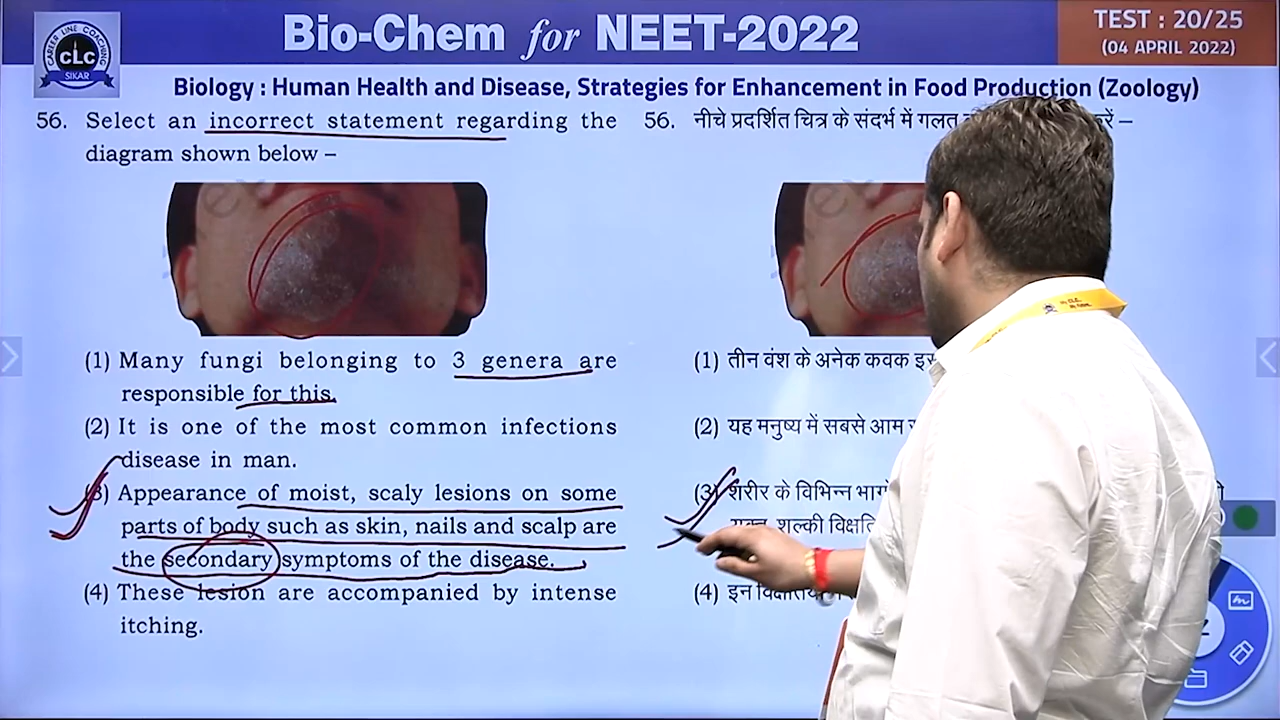 Bio-Chem for NEET-2022
TEST : 20/25
(04 APRIL 2022)
CAREER LINE COACHING
CLC
SIKAR
Biology : Human Health and Disease, Strategies for Enhancement in Food Production (Zoology)
56. Select an incorrect statement regarding the
diagram shown below –
(1) Many fungi belonging to 3 genera are
responsible for this.
(2) It is one of the most common infections
disease in man.
(3) Appearance of moist, scaly lesions on some
parts of body such as skin, nails and scalp are
the secondary symptoms of the disease.
(4) These lesion are accompanied by intense
itching.
56. नीचे प्रदर्शित चित्र के संदर्भ में गलत
करें –
(1) तीन वंश के अनेक कवक
(2) यह मनुष्य में सबसे आम
(3) शरीर के विभिन्न
शल्की
(4) इन